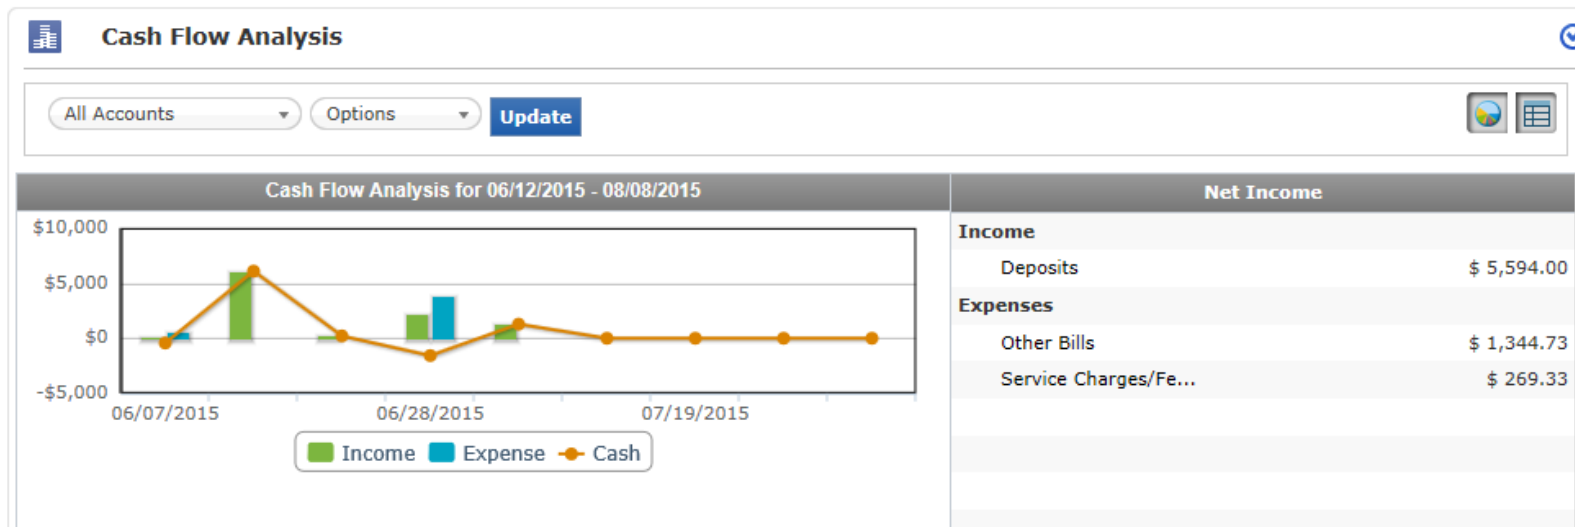 Cash Flow Analysis
All Accounts
Options
Update
Cash Flow Analysis for 06/12/2015 - 08/08/2015
$10,000
$5,000
$0
-$5,000
06/07/2015
06/28/2015
07/19/2015
Income
Expense
Cash
Net Income
Income
Deposits $ 5,594.00
Expenses
Other Bills $ 1,344.73
Service Charges/Fe... $ 269.33